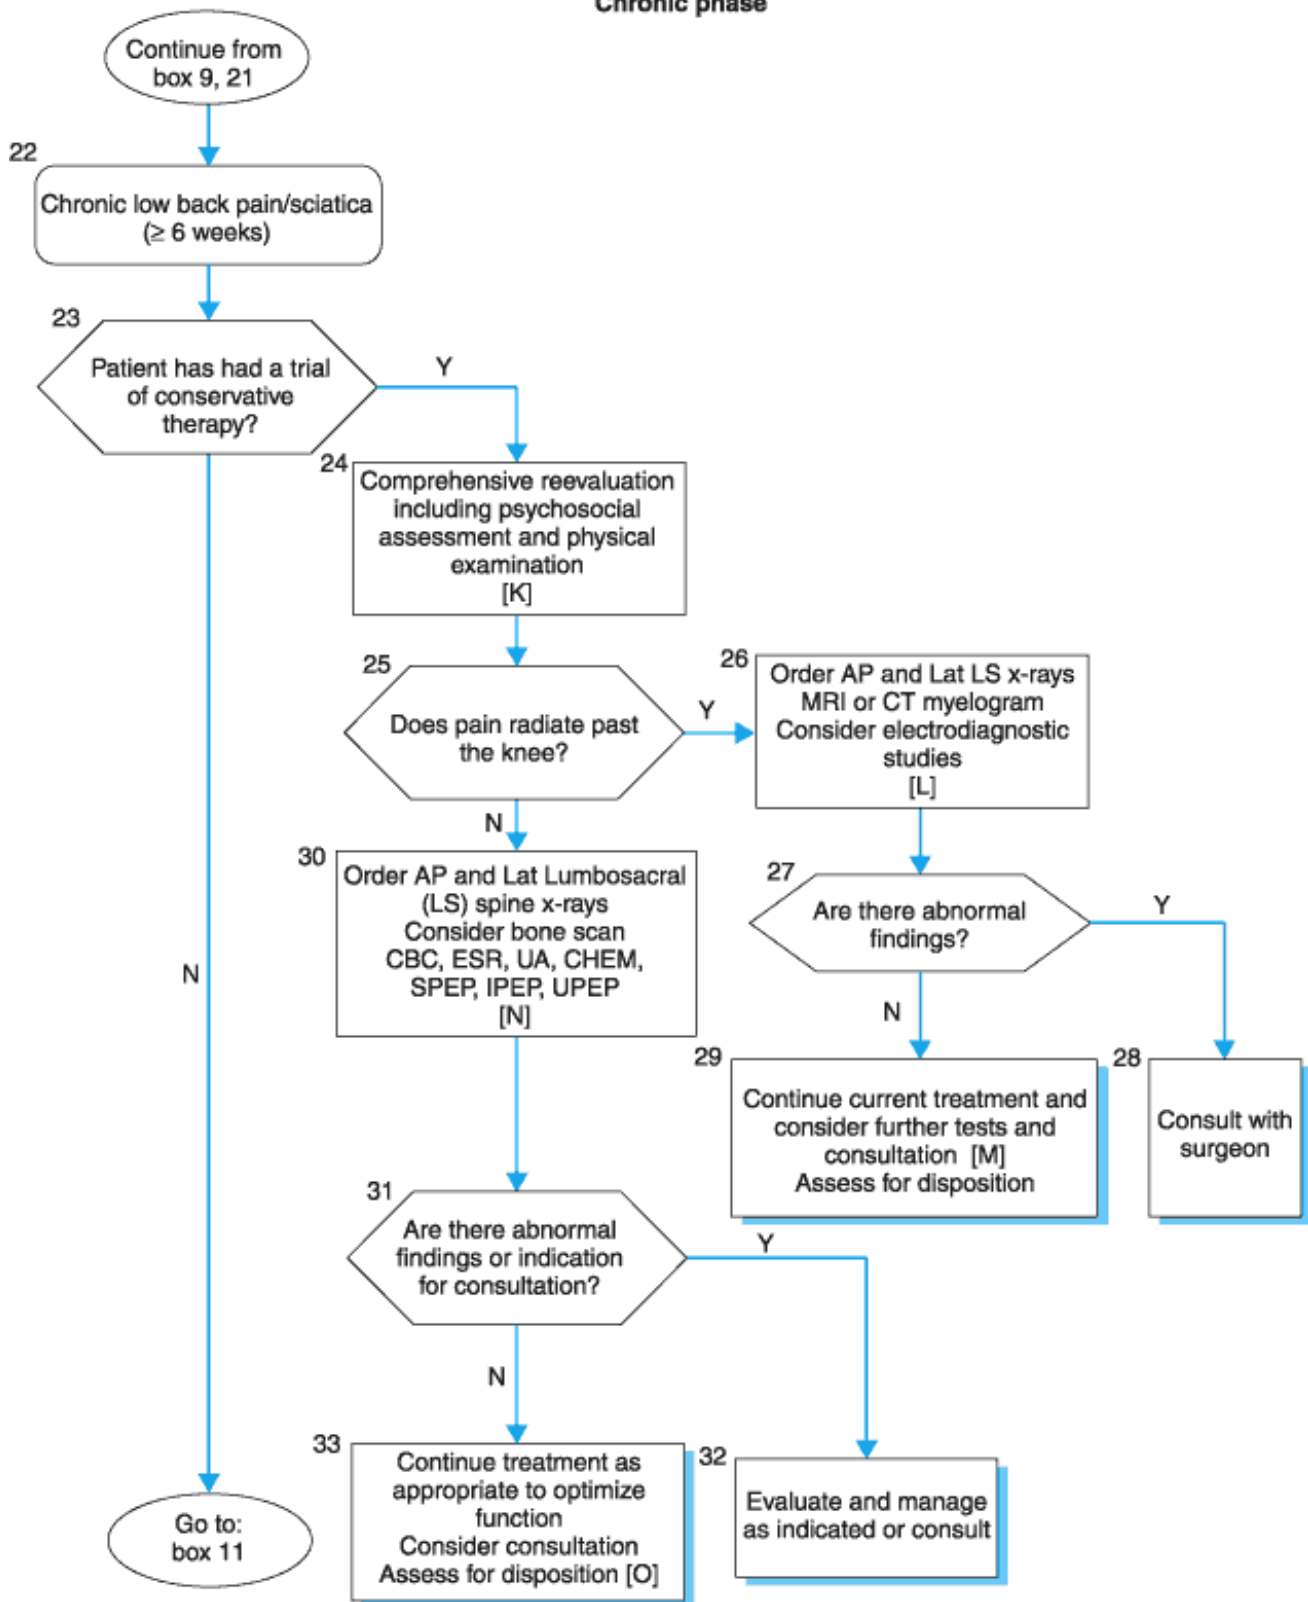 Chronic phase
Continue from
box 9, 21
22
Chronic low back pain/sciatica
(≥ 6 weeks)
23
Patient has had a trial
of conservative
therapy?
Y
24
Comprehensive reevaluation
including psychosocial
assessment and physical
examination
[K]
25
Does pain radiate past
the knee?
Y
26
Order AP and Lat LS x-rays
MRI or CT myelogram
Consider electrodiagnostic
studies
[L]
N
30
Order AP and Lat Lumbosacral
(LS) spine x-rays
Consider bone scan
CBC, ESR, UA, CHEM,
SPEP, IPEP, UPEP
[N]
27
Are there abnormal
findings?
Y
N
N
29
Continue current treatment and
consider further tests and
consultation [M]
Assess for disposition
28
Consult with
surgeon
31
Are there abnormal
findings or indication
for consultation?
Y
N
33
Continue treatment as
appropriate to optimize
function
Consider consultation
Assess for disposition [O]
32
Evaluate and manage
as indicated or consult
Go to:
box 11